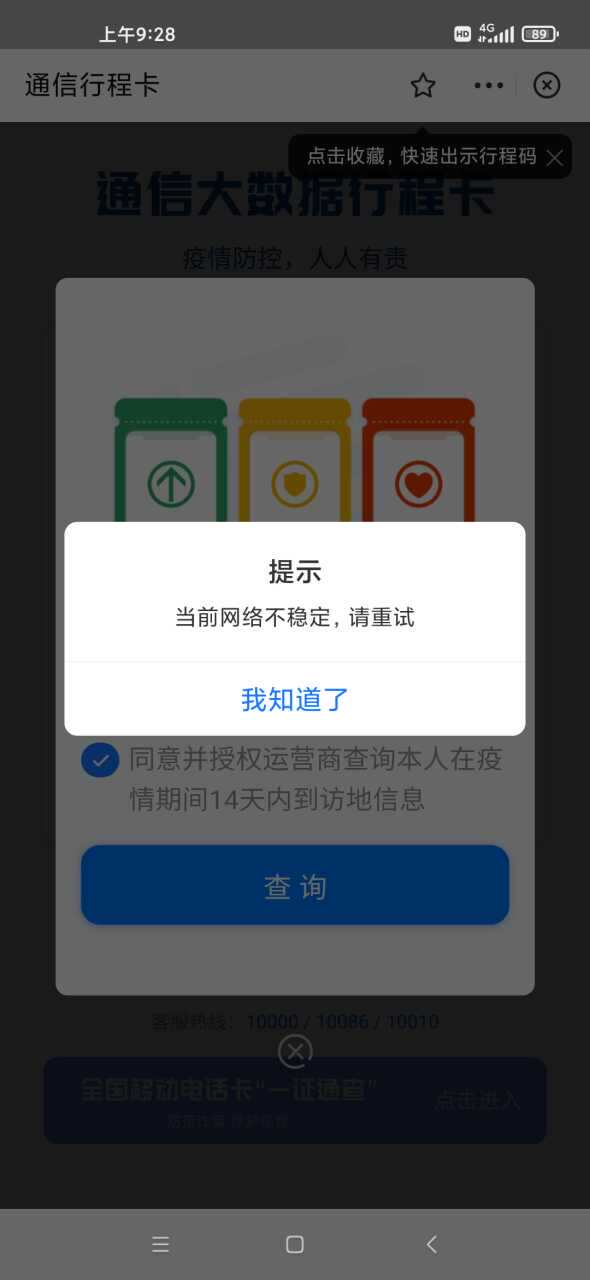 上午9:28
HD 4G 89
通信行程卡
点击收藏，快速出示行程码
通信大数据行程卡
疫情防控，人人有责
提示
当前网络不稳定，请重试
我知道了
同意并授权运营商查询本人在疫
情期间14天内到访地信息
查询
客服热线：10000 / 10086 / 10010
全国移动电话卡“一证通查”
点击进入